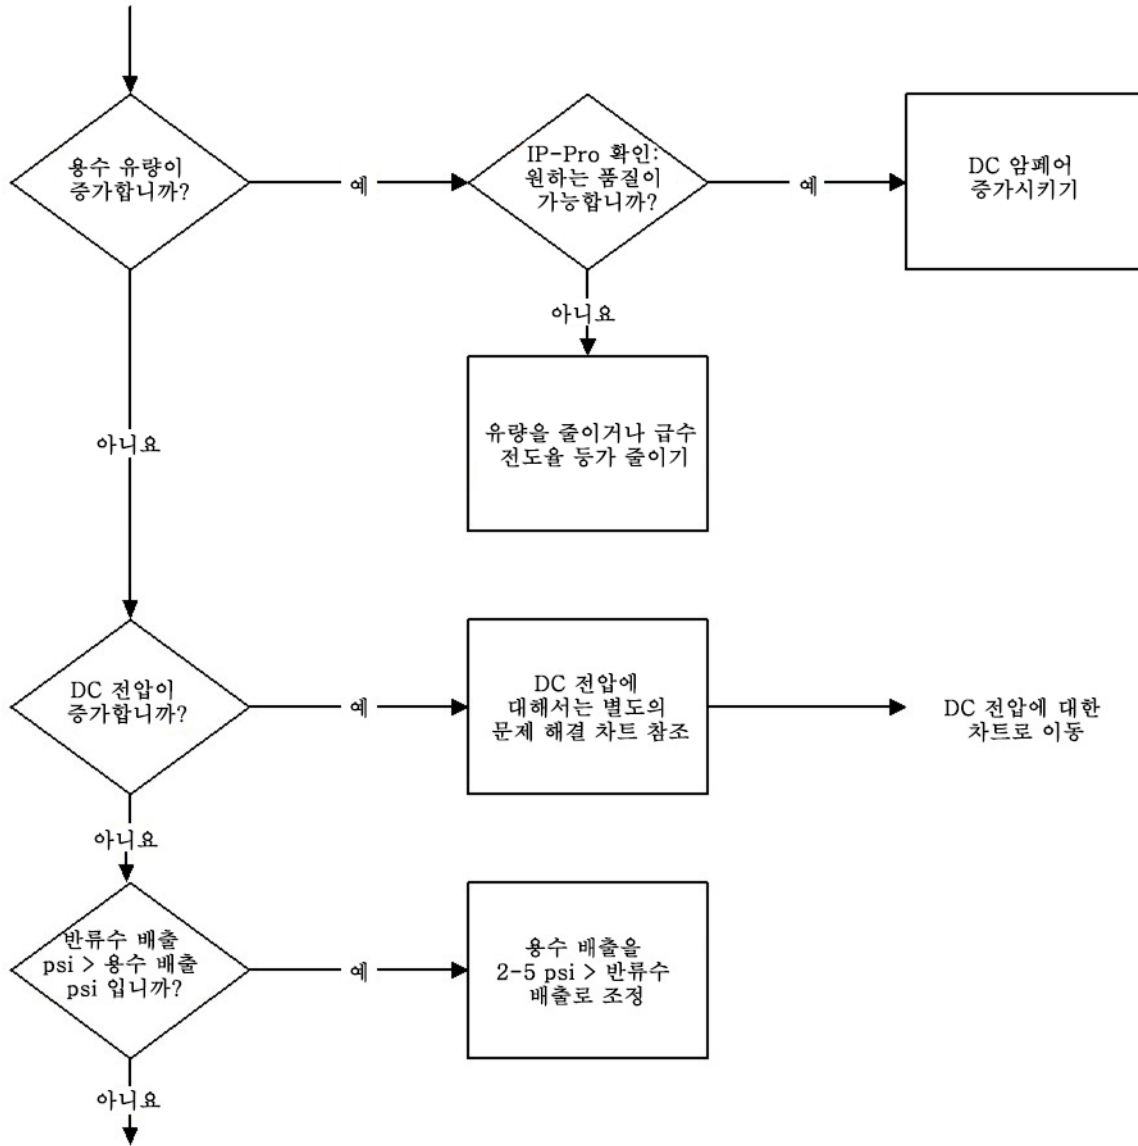 용수 유량이
증가합니까?
예
IP-Pro 확인:
원하는 품질이
가능합니까?
예
DC 암페어
증가시키기
아니요
유량을 줄이거나 급수
전도율 등가 줄이기
아니요
DC 전압이
증가합니까?
예
DC 전압에
대해서는 별도의
문제 해결 차트 참조
DC 전압에 대한
차트로 이동
아니요
반류수 배출
psi > 용수 배출
psi 입니까?
예
용수 배출을
2-5 psi > 반류수
배출로 조정
아니요